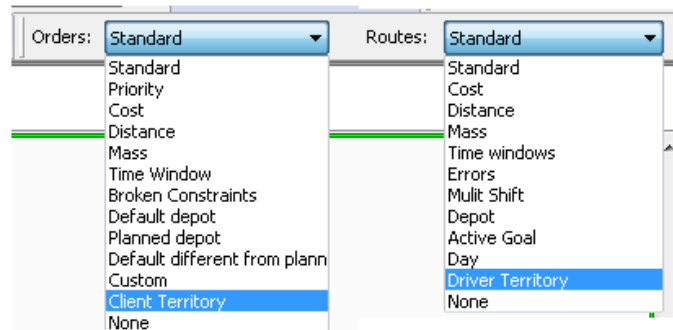 Orders: Standard Routes: Standard
Standard
Priority
Cost
Distance
Mass
Time Window
Broken Constraints
Default depot
Planned depot
Default different from plann
Custom
Client Territory
None
Standard
Cost
Distance
Mass
Time windows
Errors
Mulit Shift
Depot
Active Goal
Day
Driver Territory
None